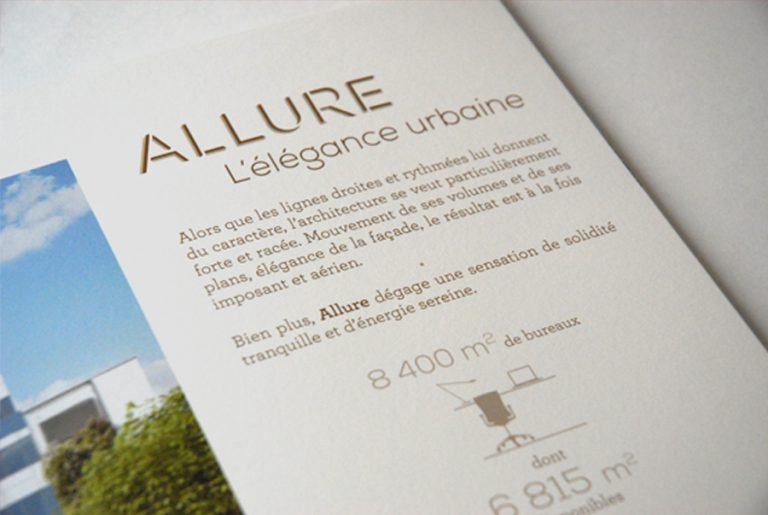 ALLURE
L'élégance urbaine
Alors que les lignes droites et rythmées lui donnent
du caractère, l'architecture se veut particulièrement
forte et racée. Mouvement de ses volumes et de ses
plans, élégance de la façade, le résultat est à la fois
imposant et aérien.
Bien plus, Allure dégage une sensation de solidité
tranquille et d'énergie sereine.
8 400 m² de bureaux
dont
6 815 m²